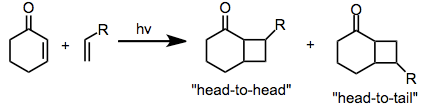 O
O
R
O
R
+
hv
+
R
"head-to-head"
"head-to-tail"